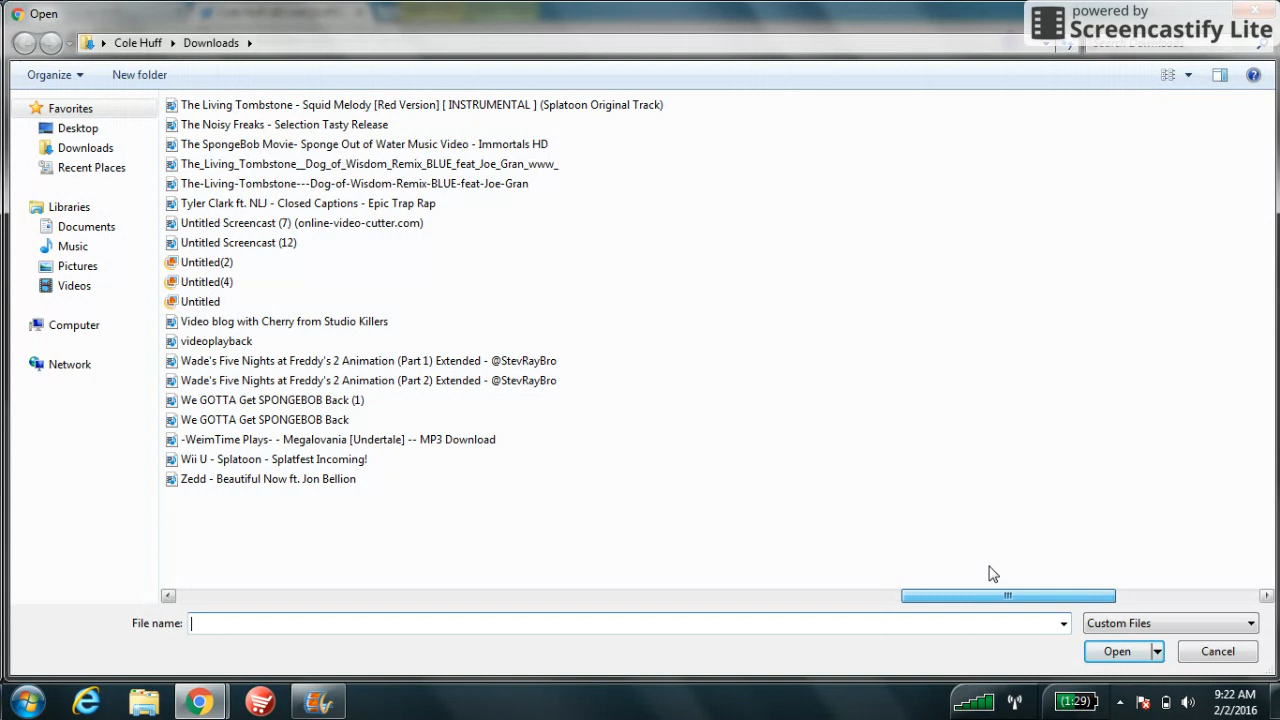 Open
powered by
Screencastify Lite
Cole Huff
Downloads
Organize
New folder
Favorites
Desktop
Downloads
Recent Places
Libraries
Documents
Music
Pictures
Videos
Computer
Network
The Living Tombstone - Squid Melody [Red Version] [ INSTRUMENTAL ] (Splatoon Original Track)
The Noisy Freaks - Selection Tasty Release
The SpongeBob Movie- Sponge Out of Water Music Video - Immortals HD
The_Living_Tombstone__Dog_of_Wisdom_Remix_BLUE_feat_Joe_Gran_www_
The-Living-Tombstone---Dog-of-Wisdom-Remix-BLUE-feat-Joe-Gran
Tyler Clark ft. NLJ - Closed Captions - Epic Trap Rap
Untitled Screencast (7) (online-video-cutter.com)
Untitled Screencast (12)
Untitled(2)
Untitled(4)
Untitled
Video blog with Cherry from Studio Killers
videoplayback
Wade's Five Nights at Freddy's 2 Animation (Part 1) Extended - @StevRayBro
Wade's Five Nights at Freddy's 2 Animation (Part 2) Extended - @StevRayBro
We GOTTA Get SPONGEBOB Back (1)
We GOTTA Get SPONGEBOB Back
-WeimTime Plays- - Megalovania [Undertale] -- MP3 Download
Wii U - Splatoon - Splatfest Incoming!
Zedd - Beautiful Now ft. Jon Bellion
File name:
Custom Files
Open
Cancel
(1:29)
9:22 AM
2/2/2016